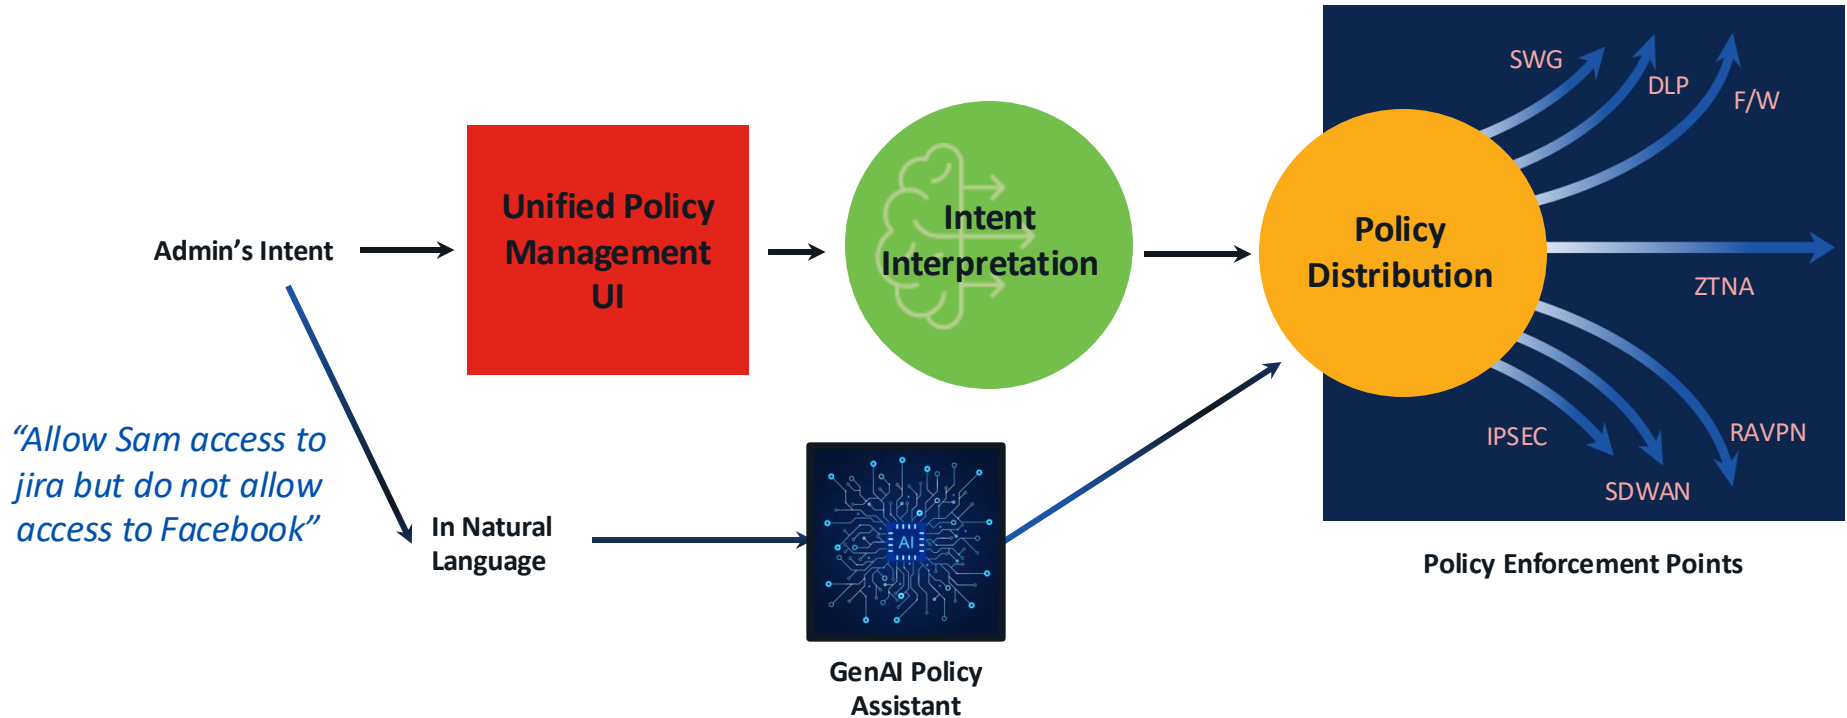 Admin’s Intent
Unified Policy
Management
UI
Intent
Interpretation
Policy
Distribution
SWG
DLP
F/W
ZTNA
IPSEC
SDWAN
RAVPN
Policy Enforcement Points
“Allow Sam access to
jira but do not allow
access to Facebook”
In Natural
Language
AI
GenAI Policy
Assistant